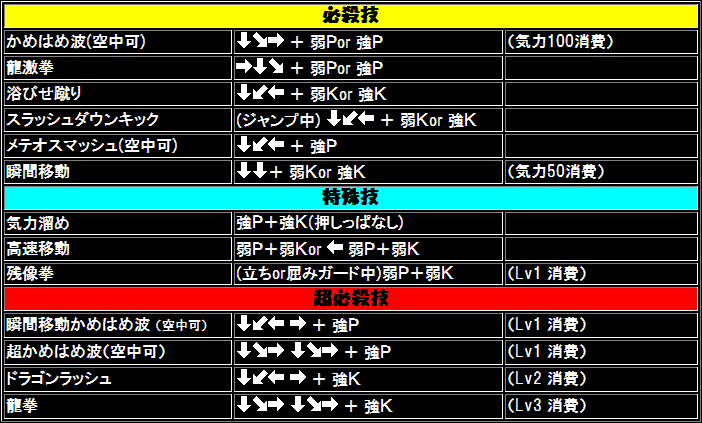 必殺技
かめはめ波(空中可) ⬇⬊➡ + 弱Por 強P (気力100消費)
龍激拳 ➡⬇⬊ + 弱Por 強P
浴びせ蹴り ⬇⬋⬅ + 弱Kor 強K
スラッシュダウンキック (ジャンプ中) ⬇⬋⬅ + 弱Kor 強K
メテオスマッシュ(空中可) ⬇⬋⬅ + 強P
瞬間移動 ⬇⬇+ 弱Kor 強K (気力50消費)
特殊技
気力溜め 強P+強K(押しっぱなし)
高速移動 弱P+弱Kor ⬅ 弱P+弱K
残像拳 (立ちor屈みガード中)弱P+弱K (Lv1 消費)
超必殺技
瞬間移動かめはめ波 (空中可) ⬇⬋⬅ ➡ + 強P (Lv1 消費)
超かめはめ波(空中可) ⬇⬊➡ ⬇⬊➡ + 強P (Lv1 消費)
ドラゴンラッシュ ⬇⬋⬅ ➡ + 強K (Lv2 消費)
龍拳 ⬇⬊➡ ⬇⬊➡ + 強K (Lv3 消費)